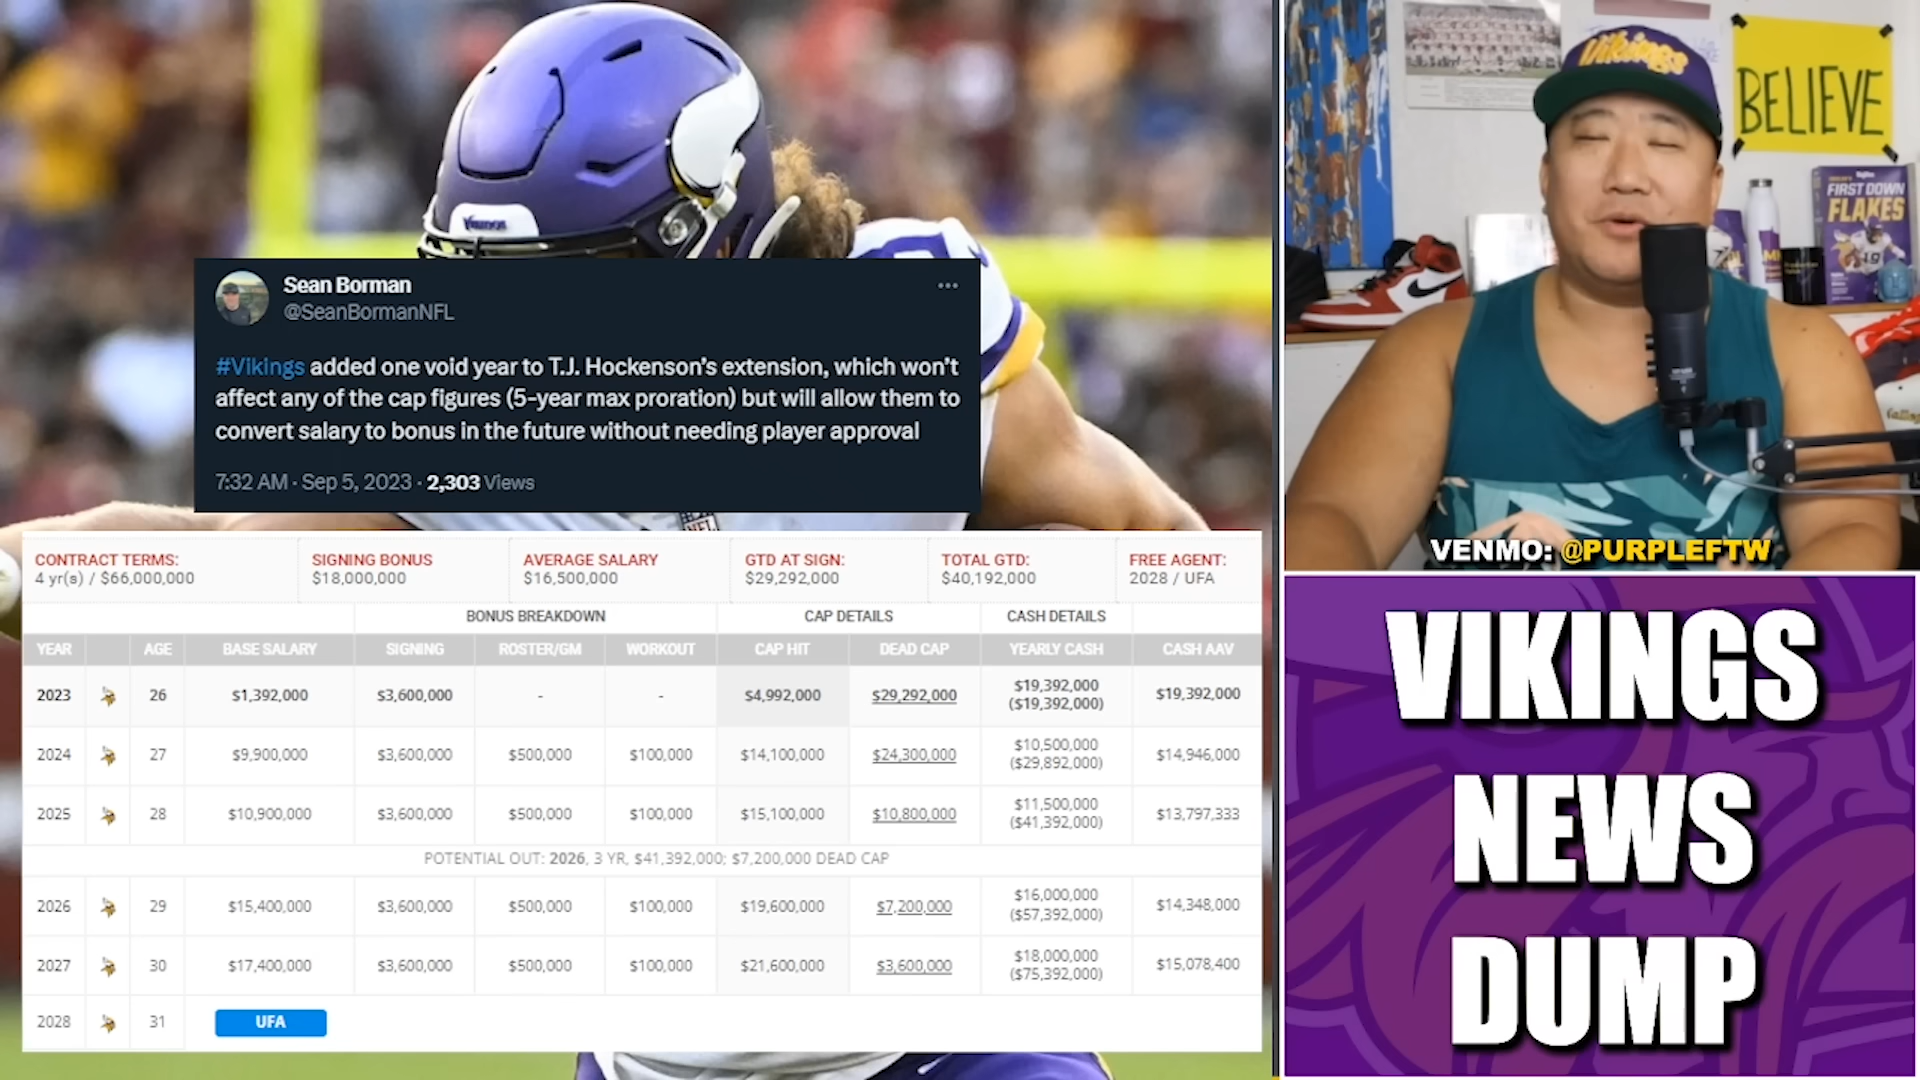 Vikings
Sean Borman
@SeanBormanNFL
#Vikings added one void year to T.J. Hockenson's extension, which won't
affect any of the cap figures (5-year max proration) but will allow them to
convert salary to bonus in the future without needing player approval
7:32 AM · Sep 5, 2023 · 2,303 Views
NFL
CONTRACT TERMS: SIGNING BONUS AVERAGE SALARY GTD AT SIGN: TOTAL GTD: FREE AGENT:
4 yr(s) / $66,000,000 $18,000,000 $16,500,000 $29,292,000 $40,192,000 2028 / UFA
BONUS BREAKDOWN CAP DETAILS CASH DETAILS
YEAR AGE BASE SALARY SIGNING ROSTER/GM WORKOUT CAP HIT DEAD CAP YEARLY CASH CASH AAV
2023 26 $1,392,000 $3,600,000 - - $4,992,000 $29,292,000 $19,392,000 $19,392,000
($19,392,000)
2024 27 $9,900,000 $3,600,000 $500,000 $100,000 $14,100,000 $24,300,000 $10,500,000 $14,946,000
($29,892,000)
2025 28 $10,900,000 $3,600,000 $500,000 $100,000 $15,100,000 $10,800,000 $11,500,000 $13,797,333
($41,392,000)
POTENTIAL OUT: 2026, 3 YR, $41,392,000; $7,200,000 DEAD CAP
2026 29 $15,400,000 $3,600,000 $500,000 $100,000 $19,600,000 $7,200,000 $16,000,000 $14,348,000
($57,392,000)
2027 30 $17,400,000 $3,600,000 $500,000 $100,000 $21,600,000 $3,600,000 $18,000,000 $15,078,400
($75,392,000)
2028 31 UFA
Vikings
BELIEVE
FIRST DOWN
FLAKES
19
VENMO: @PURPLEFTW
VIKINGS
NEWS
DUMP